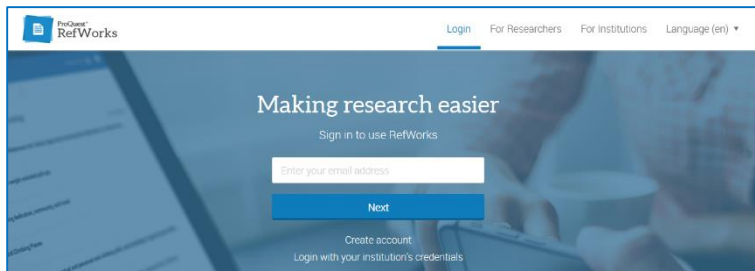 ProQuest
RefWorks
Login For Researchers For Institutions Language (en)
Making research easier
Sign in to use RefWorks
Enter your email address
Next
Create account
Login with your institution's credentials